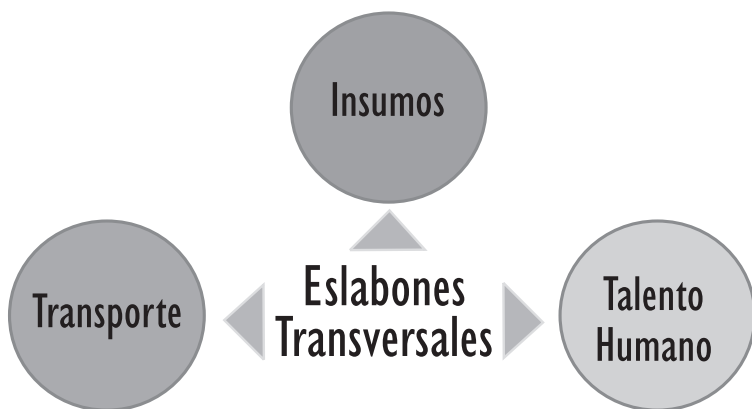 Insumos
Transporte
Eslabones
Transversales
Talento
Humano